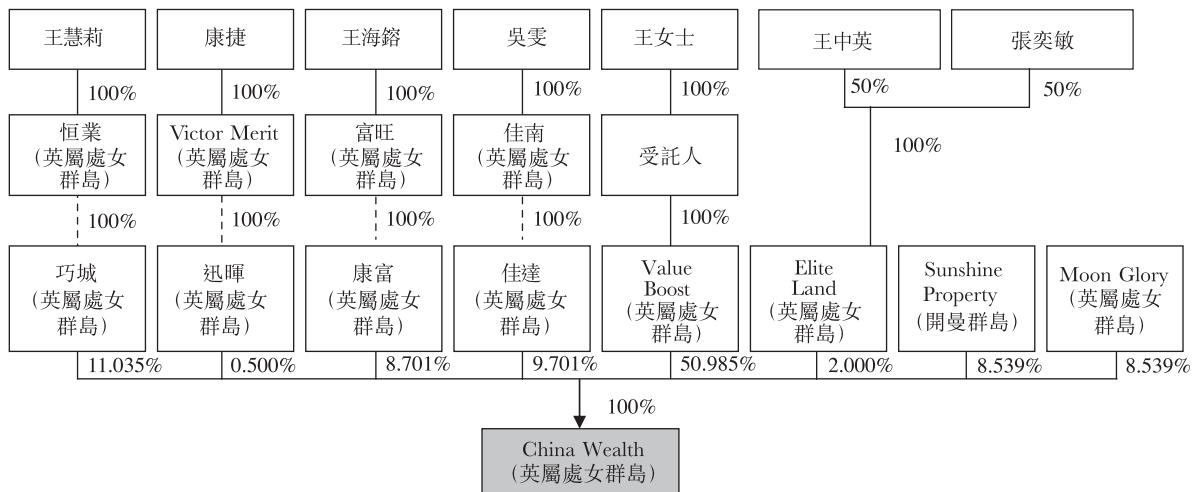 王慧莉
康捷
王海鎔
吳雯
王女士
王中英
張奕敏
100%
100%
100%
100%
100%
50%
50%
恒業
(英屬處女
群島)
Victor Merit
(英屬處女
群島)
富旺
(英屬處女
群島)
佳南
(英屬處女
群島)
受託人
100%
100%
100%
100%
100%
100%
巧城
(英屬處女
群島)
迅暉
(英屬處女
群島)
康富
(英屬處女
群島)
佳達
(英屬處女
群島)
Value
Boost
(英屬處女
群島)
Elite
Land
(英屬處女
群島)
Sunshine
Property
(開曼群島)
Moon Glory
(英屬處女
群島)
11.035%
0.500%
8.701%
9.701%
50.985%
2.000%
8.539%
8.539%
100%
China Wealth
(英屬處女群島)